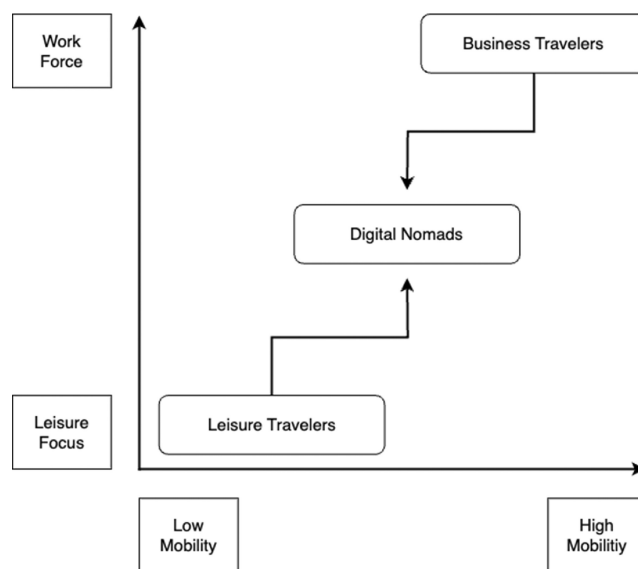 Work
Force
Business Travelers
Digital Nomads
Leisure
Focus
Leisure Travelers
Low
Mobility
High
Mobilitiy